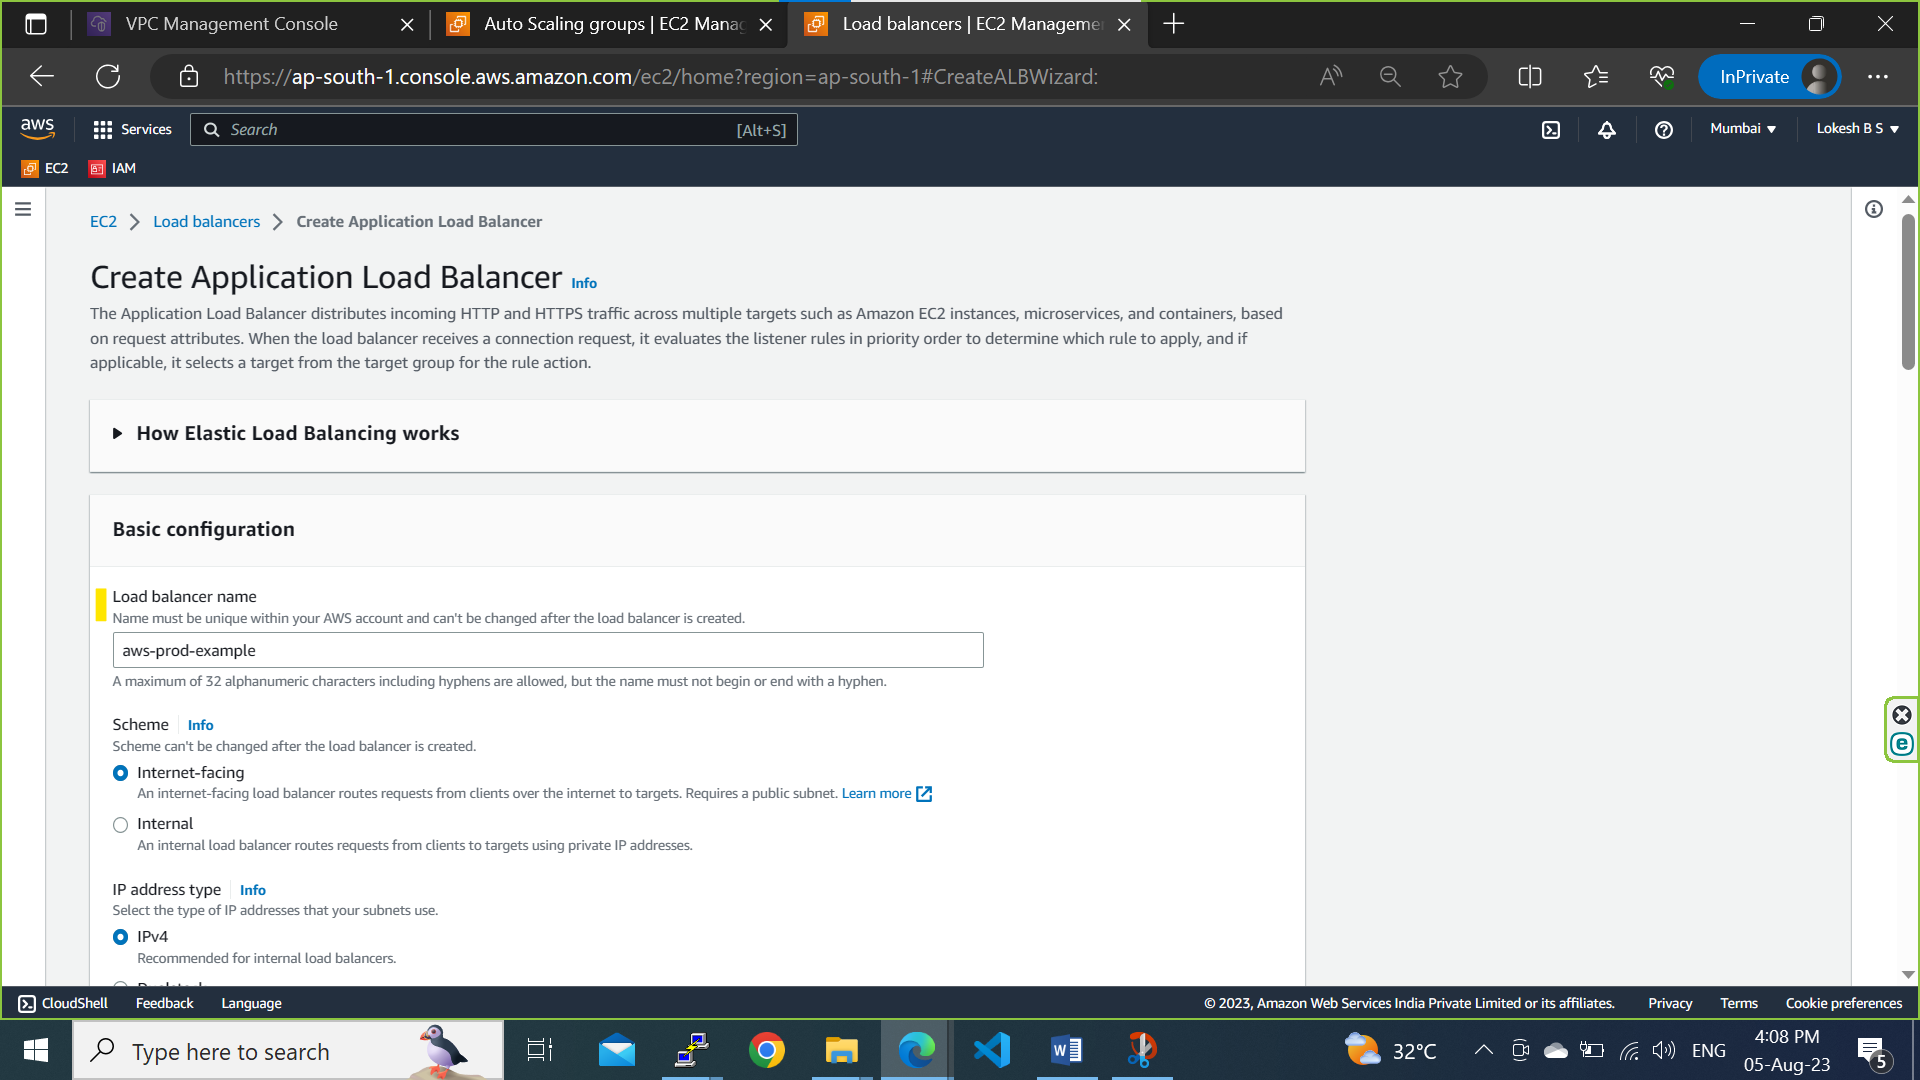 VPC Management Console
Auto Scaling groups | EC2 Manag
Load balancers | EC2 Manageme
https://ap-south-1.console.aws.amazon.com/ec2/home?region=ap-south-1#CreateALBWizard:
InPrivate
aws
Services
Search
[Alt+S]
Mumbai
Lokesh B S
EC2
IAM
EC2
Load balancers
Create Application Load Balancer
Create Application Load Balancer Info
The Application Load Balancer distributes incoming HTTP and HTTPS traffic across multiple targets such as Amazon EC2 instances, microservices, and containers, based
on request attributes. When the load balancer receives a connection request, it evaluates the listener rules in priority order to determine which rule to apply, and if
applicable, it selects a target from the target group for the rule action.
How Elastic Load Balancing works
Basic configuration
Load balancer name
Name must be unique within your AWS account and can't be changed after the load balancer is created.
aws-prod-example
A maximum of 32 alphanumeric characters including hyphens are allowed, but the name must not begin or end with a hyphen.
Scheme Info
Scheme can't be changed after the load balancer is created.
Internet-facing
An internet-facing load balancer routes requests from clients over the internet to targets. Requires a public subnet. Learn more
Internal
An internal load balancer routes requests from clients to targets using private IP addresses.
IP address type Info
Select the type of IP addresses that your subnets use.
IPv4
Recommended for internal load balancers.
CloudShell
Feedback
Language
© 2023, Amazon Web Services India Private Limited or its affiliates.
Privacy
Terms
Cookie preferences
Type here to search
32°C
ENG
4:08 PM
05-Aug-23
5